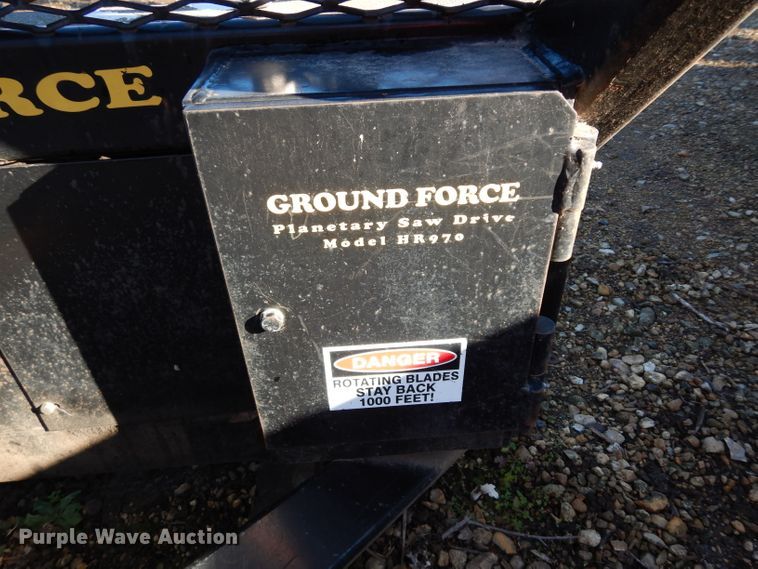 RCE
GROUND FORCE
Planetary Saw Drive
Model HR970
DANGER
ROTATING BLADES
STAY BACK
1000 FEET!
Purple Wave Auction